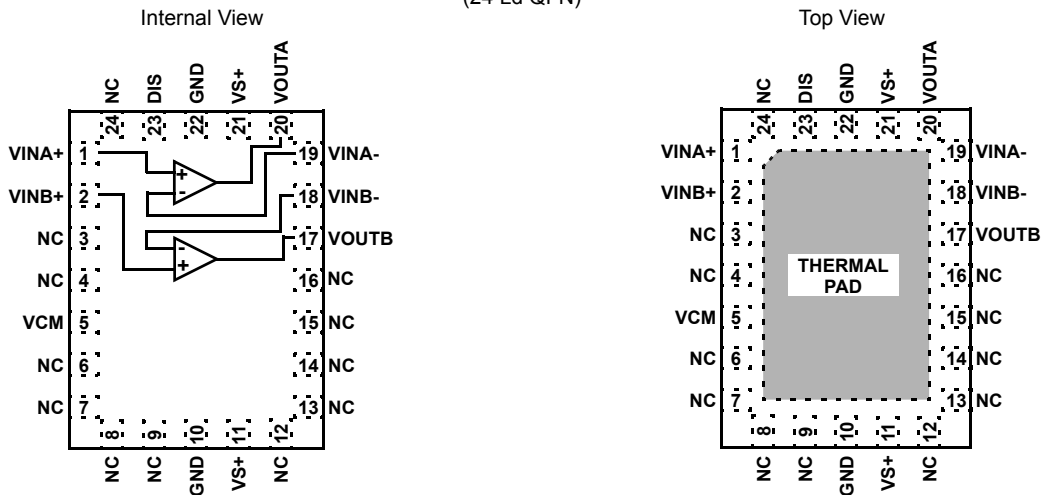 (24 Ld QFN)
Internal View
NC DIS GND VS+ VOUTA
24 23 22 21 20
VINA+ 1 + 19 VINA-
VINB+ 2 - 18 VINB-
NC 3 - 17 VOUTB
NC 4 + 16 NC
VCM 5 15 NC
NC 6 14 NC
NC 7 13 NC
8 9 10 11 12
NC NC GND VS+ NC
Top View
NC DIS GND VS+ VOUTA
24 23 22 21 20
VINA+ 1 19 VINA-
VINB+ 2 18 VINB-
NC 3 17 VOUTB
NC 4 16 NC
THERMAL
PAD
VCM 5 15 NC
NC 6 14 NC
NC 7 13 NC
8 9 10 11 12
NC NC GND VS+ NC